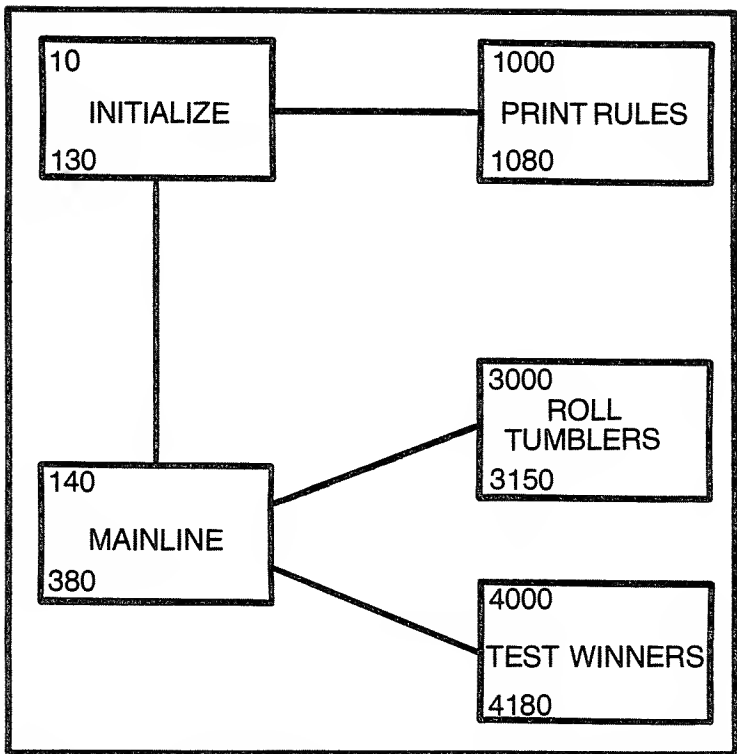 10
INITIALIZE
130
1000
PRINT RULES
1080
3000
ROLL
TUMBLERS
3150
140
MAINLINE
380
4000
TEST WINNERS
4180